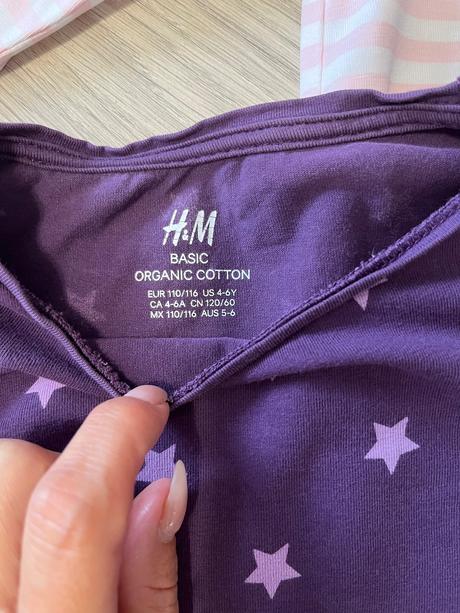 H&M
BASIC
ORGANIC COTTON
EUR 110/116 US 4-6Y
CA 4-6A CN 120/60
MX 110/116 AUS 5-6